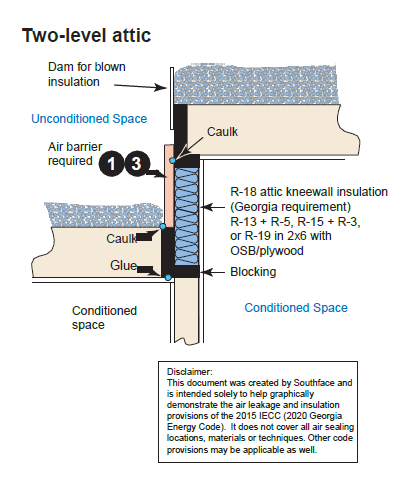 Two-level attic
Dam for blown
insulation
Unconditioned Space
Caulk
Air barrier
required 1 3
R-18 attic kneewall insulation
(Georgia requirement)
R-13 + R-5, R-15 + R-3,
or R-19 in 2x6 with
OSB/plywood
Caulk
Glue
Blocking
Conditioned
space
Conditioned Space
Disclaimer:
This document was created by Southface and
is intended solely to help graphically
demonstrate the air leakage and insulation
provisions of the 2015 IECC (2020 Georgia
Energy Code).  It does not cover all air sealing
locations, materials or techniques. Other code
provisions may be applicable as well.